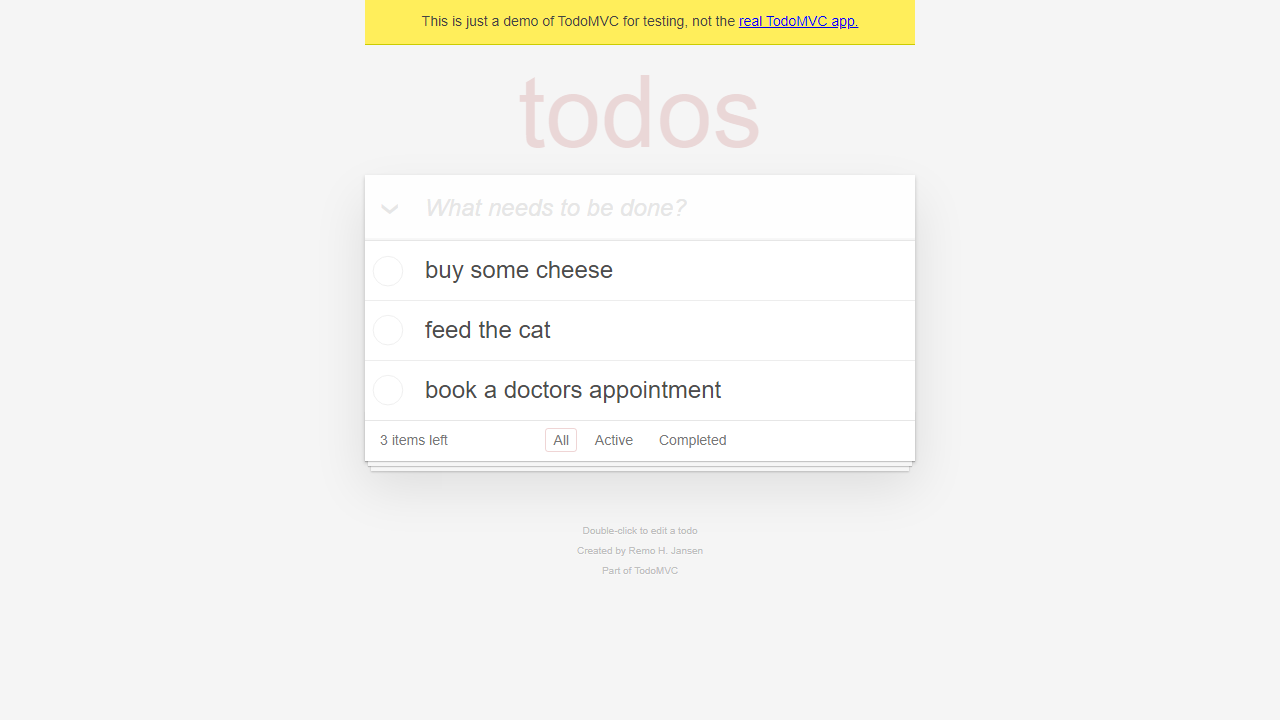 This is just a demo of TodoMVC for testing, not the real TodoMVC app.
todos
What needs to be done?
buy some cheese
feed the cat
book a doctors appointment
3 items left All Active Completed
Double-click to edit a todo
Created by Remo H. Jansen
Part of TodoMVC